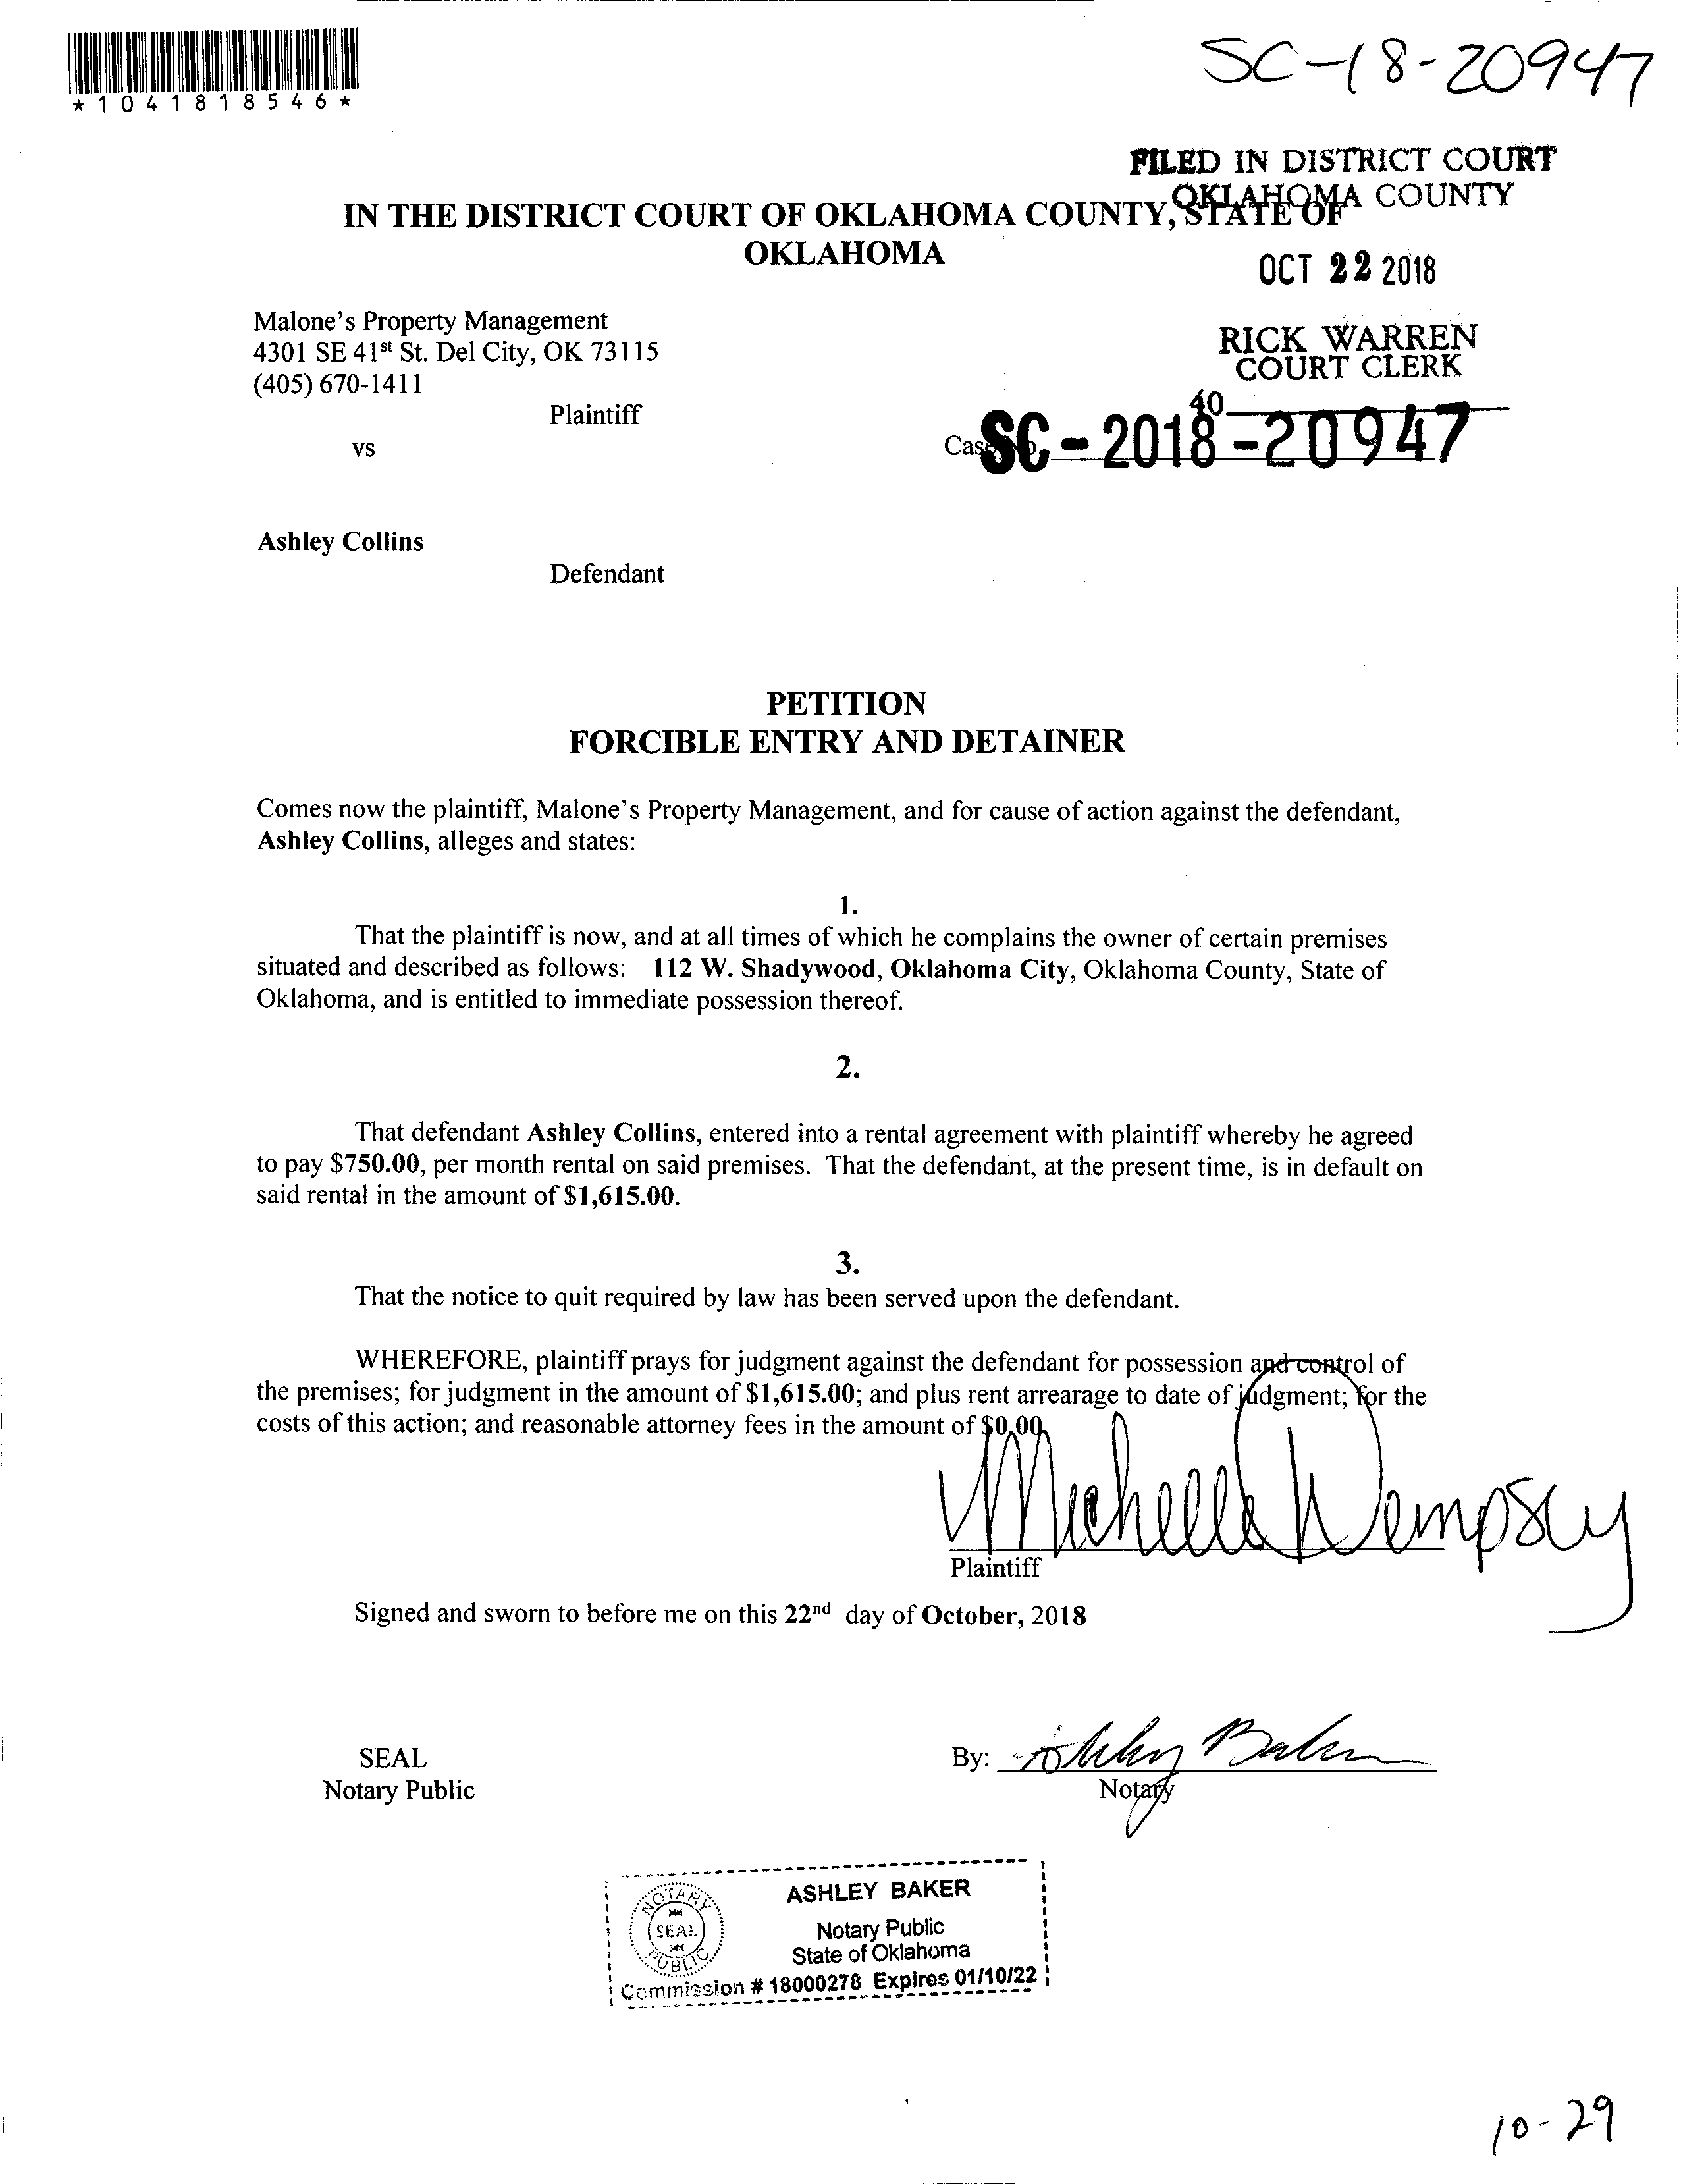 *1041818546*
SC-18-20947
FILED IN DISTRICT COURT
OKLAHOMA COUNTY
IN THE DISTRICT COURT OF OKLAHOMA COUNTY, STATE OF
OKLAHOMA
OCT 22 2018
Malone's Property Management
4301 SE 41st St. Del City, OK 73115
(405) 670-1411
RICK WARREN
COURT CLERK
40
Plaintiff
vs
SC-2018-20947
Ashley Collins
Defendant
PETITION
FORCIBLE ENTRY AND DETAINER
Comes now the plaintiff, Malone's Property Management, and for cause of action against the defendant,
Ashley Collins, alleges and states:
1.
That the plaintiff is now, and at all times of which he complains the owner of certain premises
situated and described as follows: 112 W. Shadywood, Oklahoma City, Oklahoma County, State of
Oklahoma, and is entitled to immediate possession thereof.
2.
That defendant Ashley Collins, entered into a rental agreement with plaintiff whereby he agreed
to pay $750.00, per month rental on said premises. That the defendant, at the present time, is in default on
said rental in the amount of $1,615.00.
3.
That the notice to quit required by law has been served upon the defendant.
WHEREFORE, plaintiff prays for judgment against the defendant for possession and control of
the premises; for judgment in the amount of $1,615.00; and plus rent arrearage to date of judgment; for the
costs of this action; and reasonable attorney fees in the amount of $0.00.
Michelle Dempsey
Plaintiff
Signed and sworn to before me on this 22nd day of October, 2018
SEAL
Notary Public
By: Ashley Baker
Notary
NOTARY
SEAL
PUBLIC
ASHLEY BAKER
Notary Public
State of Oklahoma
Commission # 18000278 Expires 01/10/22
10-29